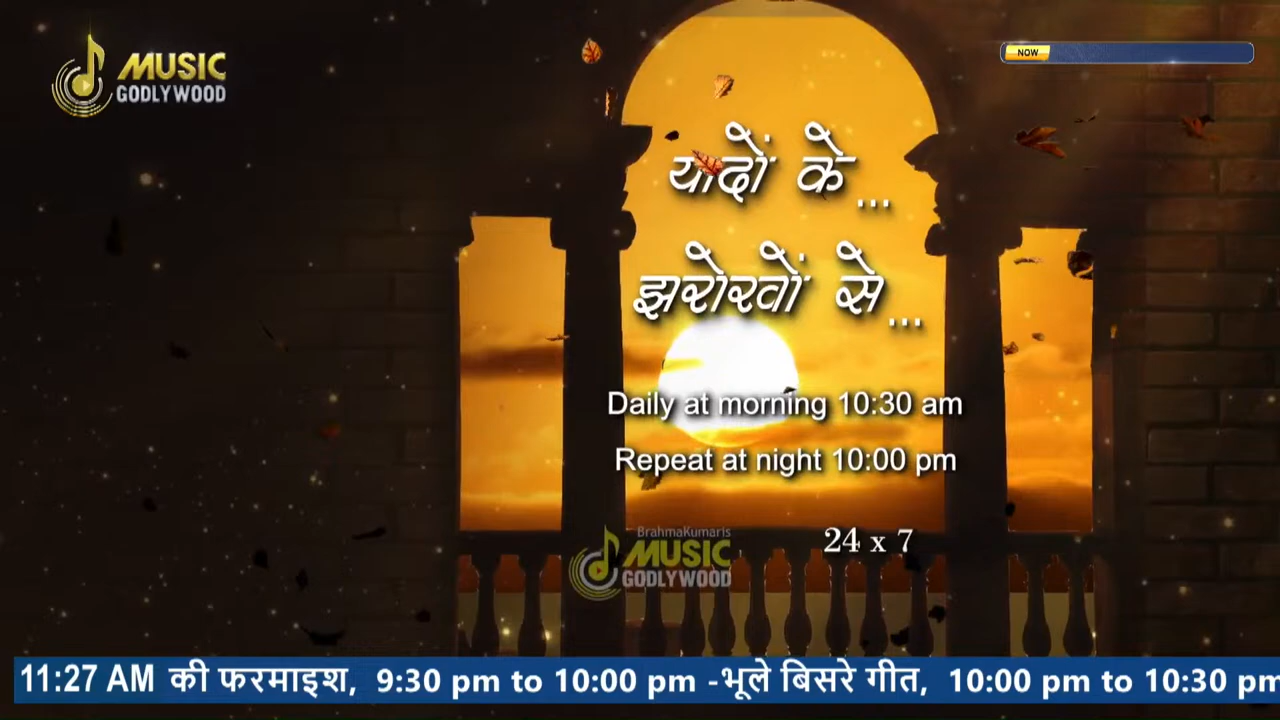 MUSIC
GODLYWOOD
NOW
यादों के...
झरोखों से...
Daily at morning 10:30 am
Repeat at night 10:00 pm
BrahmaKumaris
MUSIC
GODLYWOOD
24 x 7
11:27 AM की फरमाइश, 9:30 pm to 10:00 pm -भूले बिसरे गीत, 10:00 pm to 10:30 pm